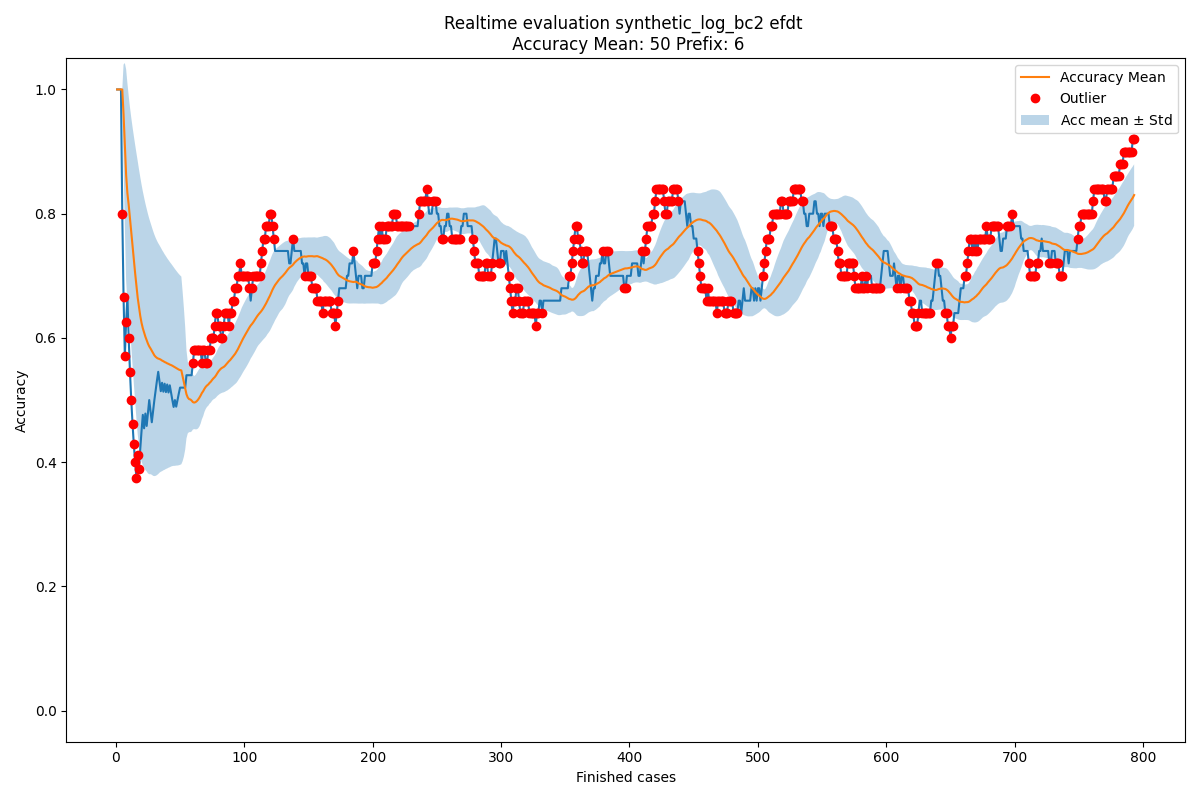 Realtime evaluation synthetic_log_bc2 efdt
Accuracy Mean: 50 Prefix: 6
Accuracy Mean
Outlier
Acc mean ± Std
1.0
0.8
0.6
0.4
0.2
0.0
Accuracy
0 100 200 300 400 500 600 700 800
Finished cases